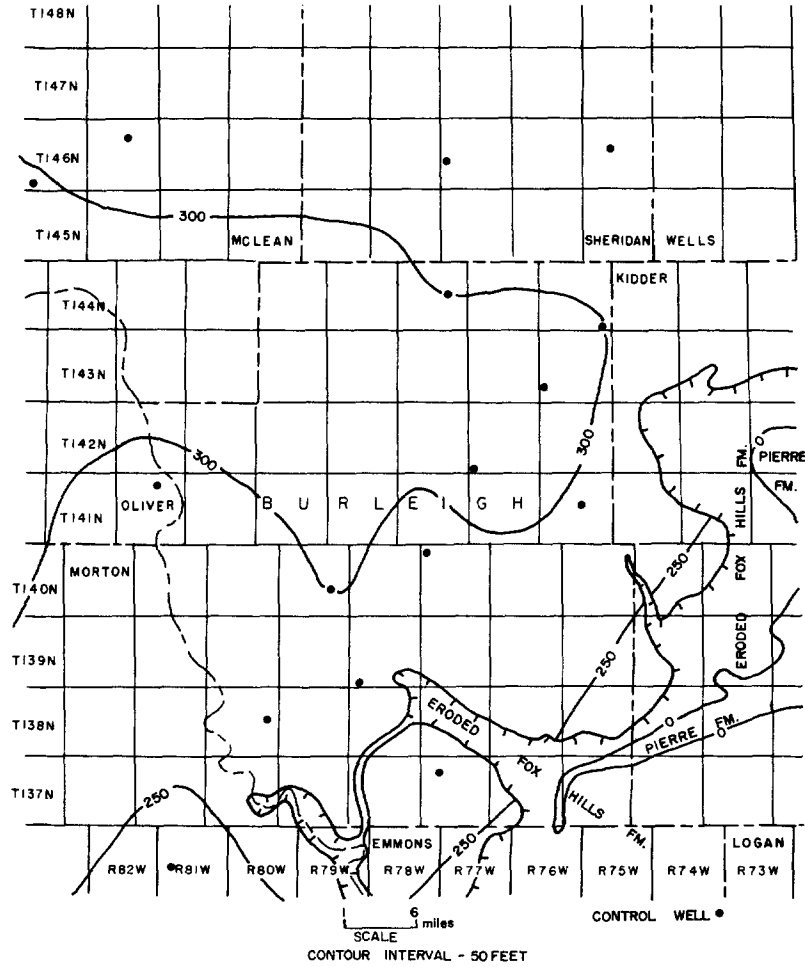 T148N
T147N
T146N
300
T145N
MCLEAN
SHERIDAN
WELLS
KIDDER
T144N
T143N
T142N
300
300
0
PIERRE
FM.
HILLS FM.
OLIVER
BURLEIGH
T141N
MORTON
250
T140N
ERODED FOX
T139N
250
ERODED
FOX
HILLS
FM.
0
PIERRE FM.
0
T138N
T137N
250
EMMONS
250
LOGAN
R82W
R81W
R80W
R79W
R78W
R77W
R76W
R75W
R74W
R73W
6
miles
SCALE
CONTROL WELL
CONTOUR INTERVAL - 50 FEET